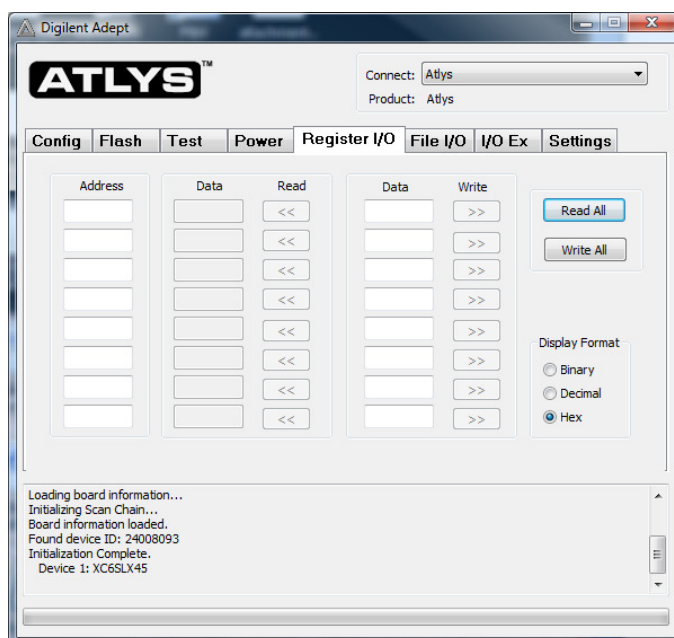 Digilent Adept
ATLYS™
Connect: Atlys
Product: Atlys
Config Flash Test Power Register I/O File I/O I/O Ex Settings
Address Data Read Data Write
<< >> Read All
<< >> Write All
<< >>
<< >>
<< >> Display Format
<< >> Binary
<< >> Decimal
<< >> Hex
Loading board information...
Initializing Scan Chain...
Board information loaded.
Found device ID: 24008093
Initialization Complete.
Device 1: XC6SLX45